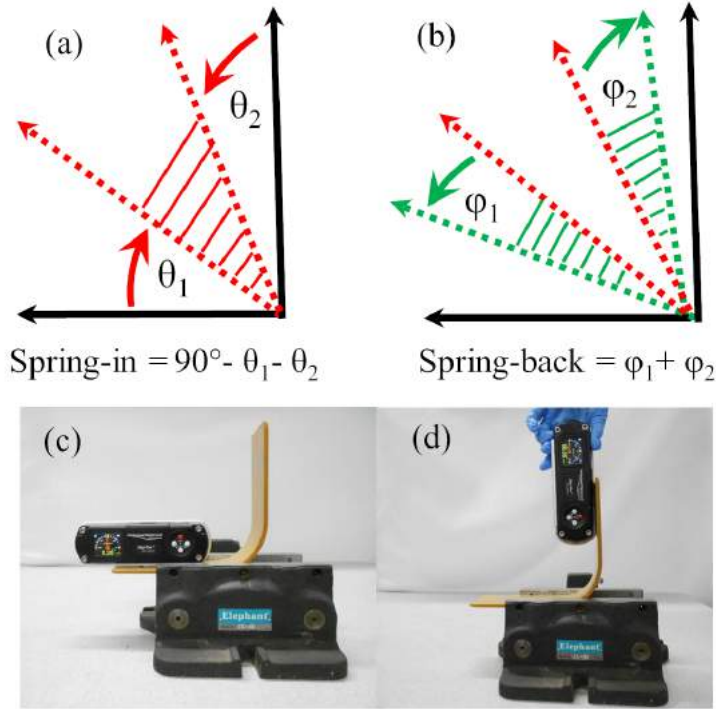 (a)
θ₂
θ₁
Spring-in = 90°- θ₁ - θ₂
(b)
φ₂
φ₁
Spring-back = φ₁+ φ₂
(c)
Elephant
(d)
Elephant